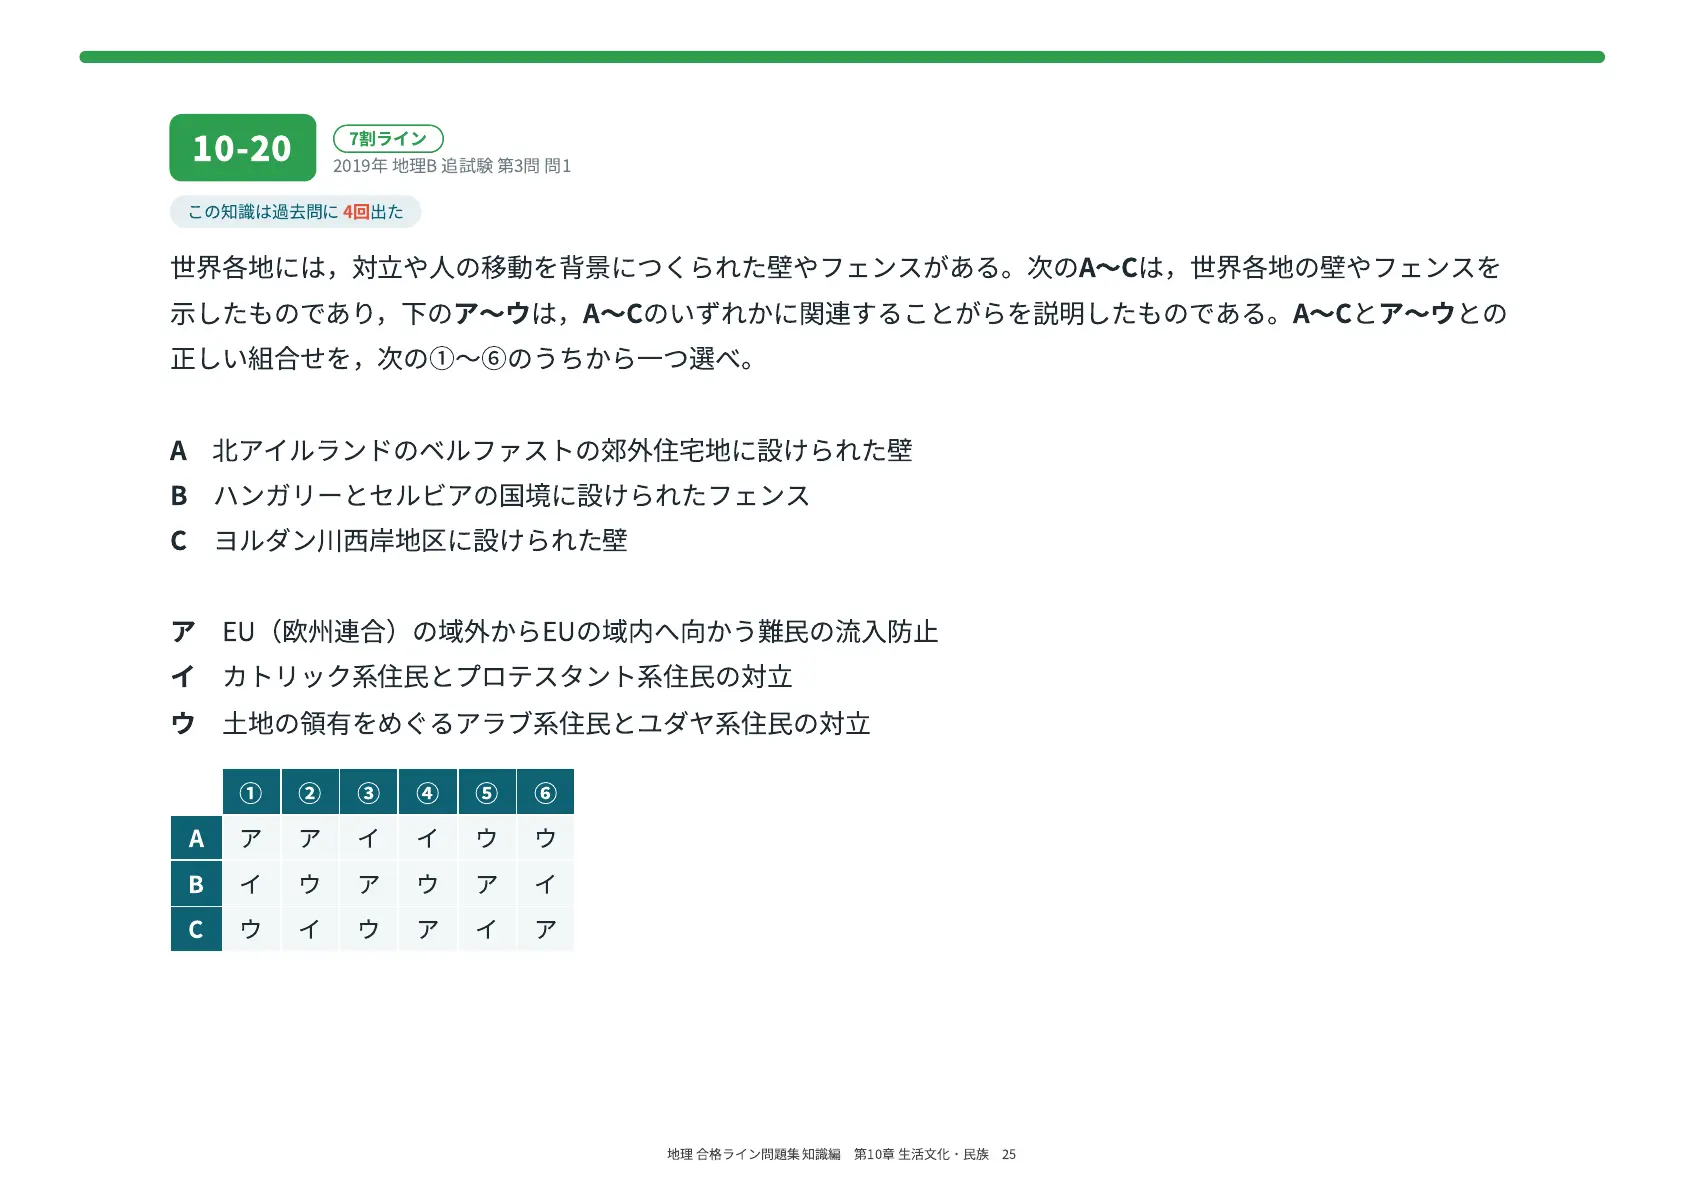 10-20
7割ライン
2019年 地理B 追試験 第3問 問1
この知識は過去問に 4回出た
世界各地には，対立や人の移動を背景につくられた壁やフェンスがある。次のA〜Cは，世界各地の壁やフェンスを
示したものであり，下のア〜ウは，A〜Cのいずれかに関連することがらを説明したものである。A〜Cとア〜ウとの
正しい組合せを，次の①〜⑥のうちから一つ選べ。
A 北アイルランドのベルファストの郊外住宅地に設けられた壁
B ハンガリーとセルビアの国境に設けられたフェンス
C ヨルダン川西岸地区に設けられた壁
ア EU（欧州連合）の域外からEUの域内へ向かう難民の流入防止
イ カトリック系住民とプロテスタント系住民の対立
ウ 土地の領有をめぐるアラブ系住民とユダヤ系住民の対立
① ② ③ ④ ⑤ ⑥
A ア ア イ イ ウ ウ
B イ ウ ア ウ ア イ
C ウ イ ウ ア イ ア
地理 合格ライン問題集 知識編 第10章 生活文化・民族 25